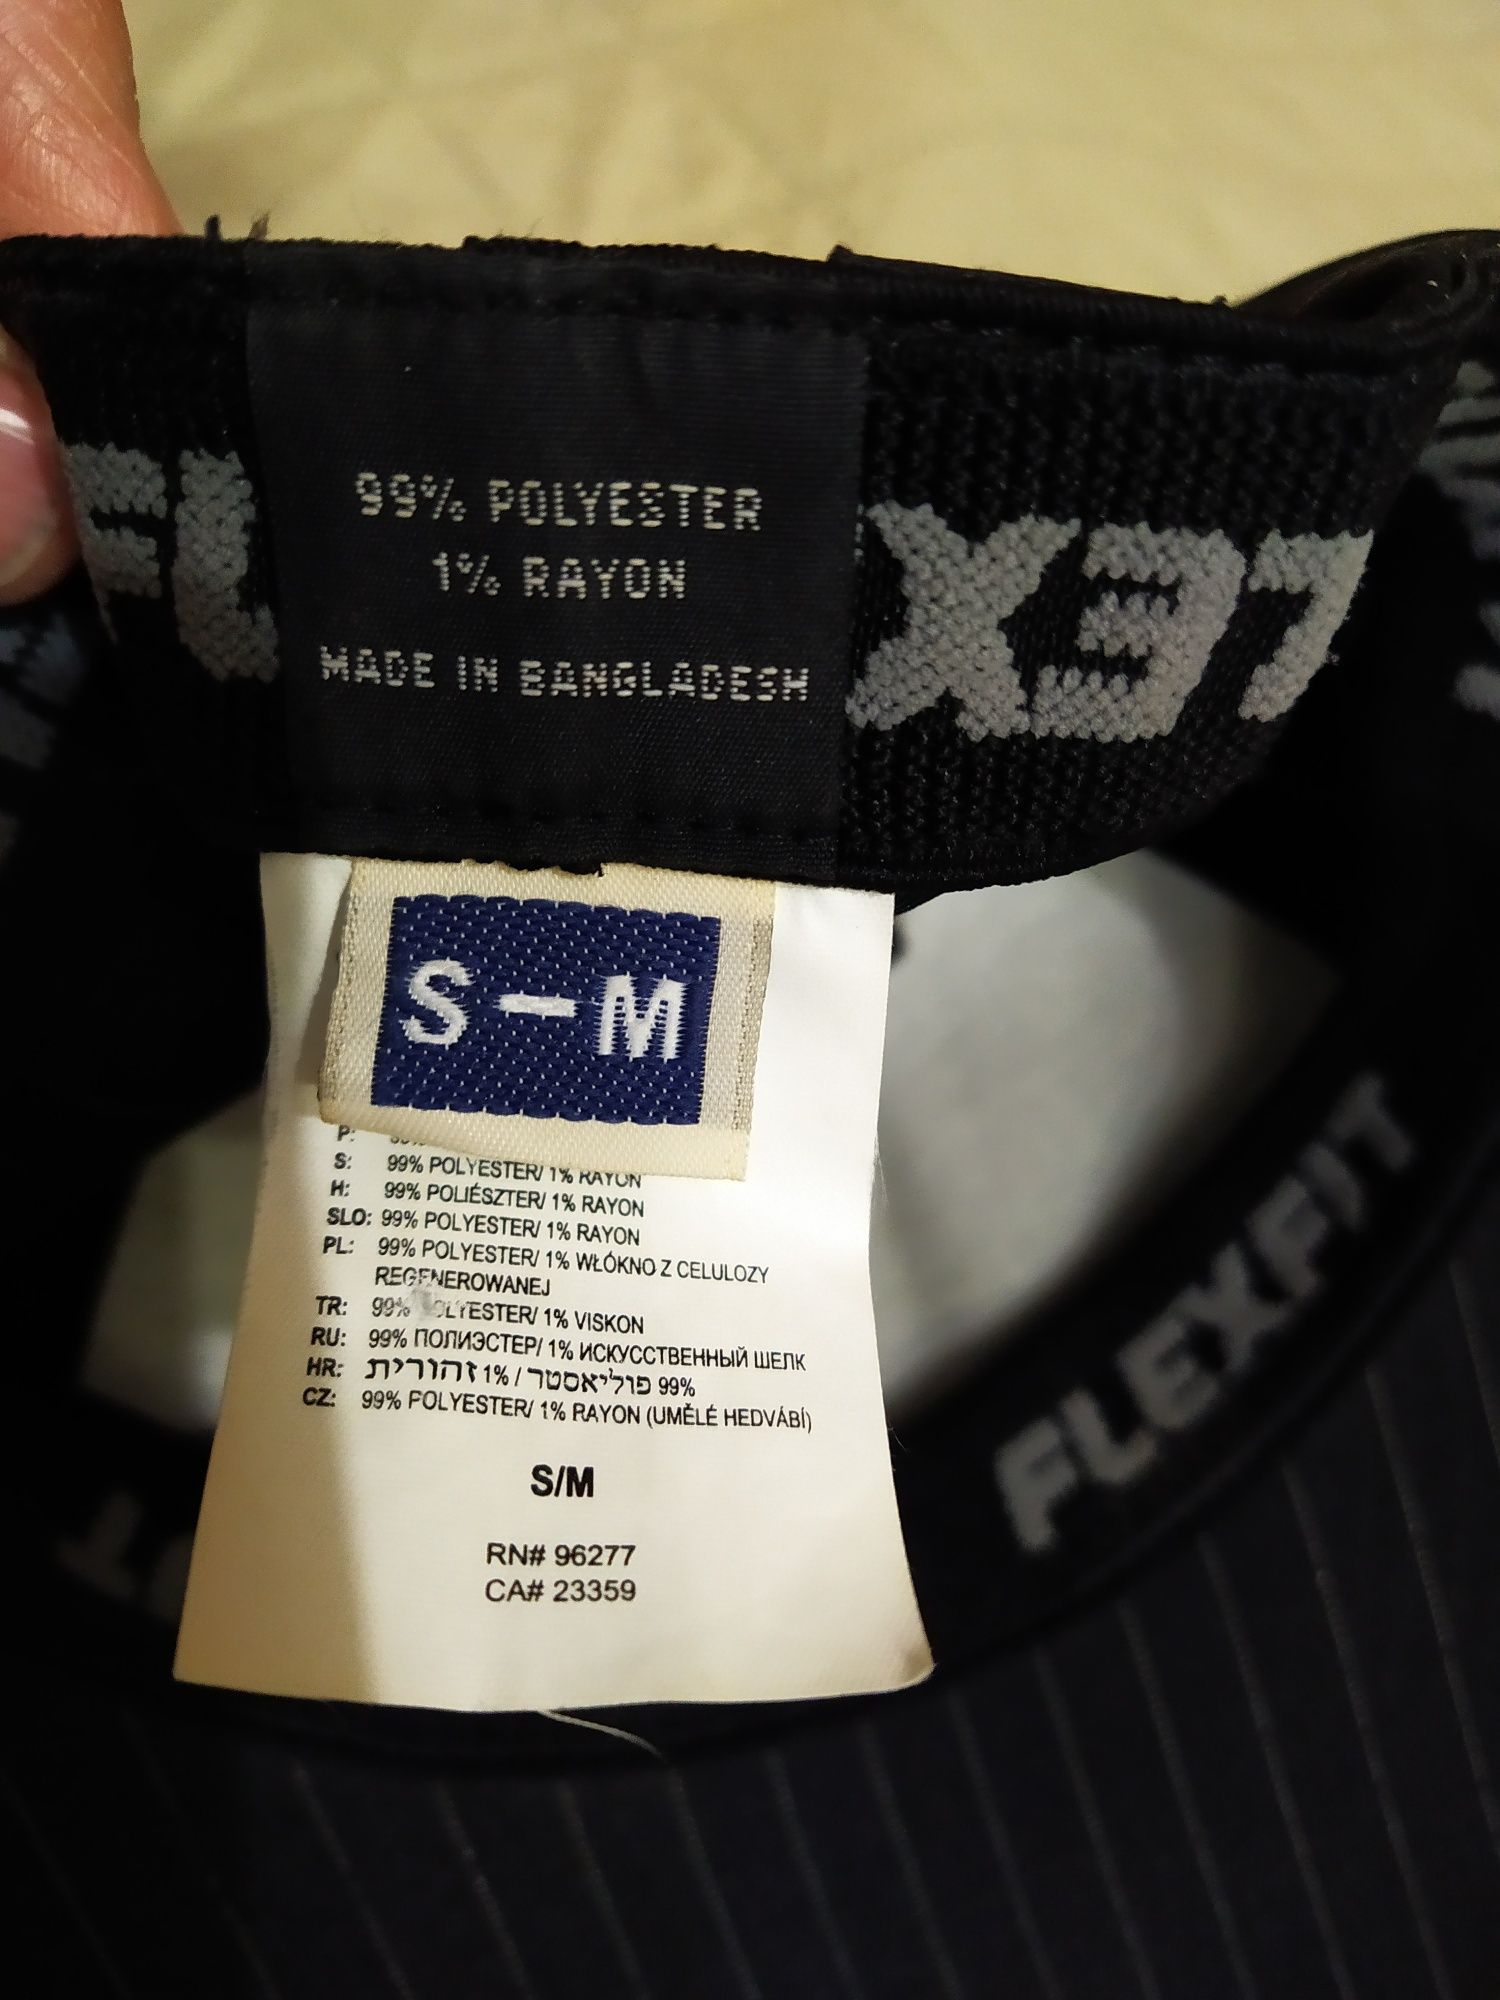 99% POLYESTER
1% RAYON
MADE IN BANGLADESH
S-M
P:
S: 99% POLYESTER/ 1% RAYON
H: 99% POLIÉSZTER/ 1% RAYON
SLO: 99% POLYESTER/ 1% RAYON
PL: 99% POLYESTER/ 1% WŁÓKNO Z CELULOZY
REGENEROWANEJ
TR: 99% POLYESTER/ 1% VISKON
RU: 99% ПОЛИЭСТЕР/ 1% ИСКУССТВЕННЫЙ ШЕЛК
HR: 99% פוליאסטר / 1% זהורית
CZ: 99% POLYESTER/ 1% RAYON (UMĚLÉ HEDVÁBÍ)
S/M
RN# 96277
CA# 23359
FLEXFIT